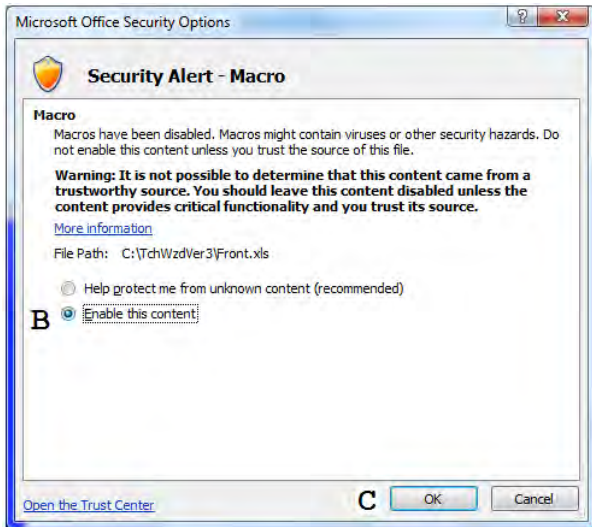 Microsoft Office Security Options
Security Alert - Macro
Macro
Macros have been disabled. Macros might contain viruses or other security hazards. Do
not enable this content unless you trust the source of this file.
Warning: It is not possible to determine that this content came from a
trustworthy source. You should leave this content disabled unless the
content provides critical functionality and you trust its source.
More information
File Path: C:\TchWzdVer3\Front.xls
Help protect me from unknown content (recommended)
B Enable this content
Open the Trust Center C OK Cancel